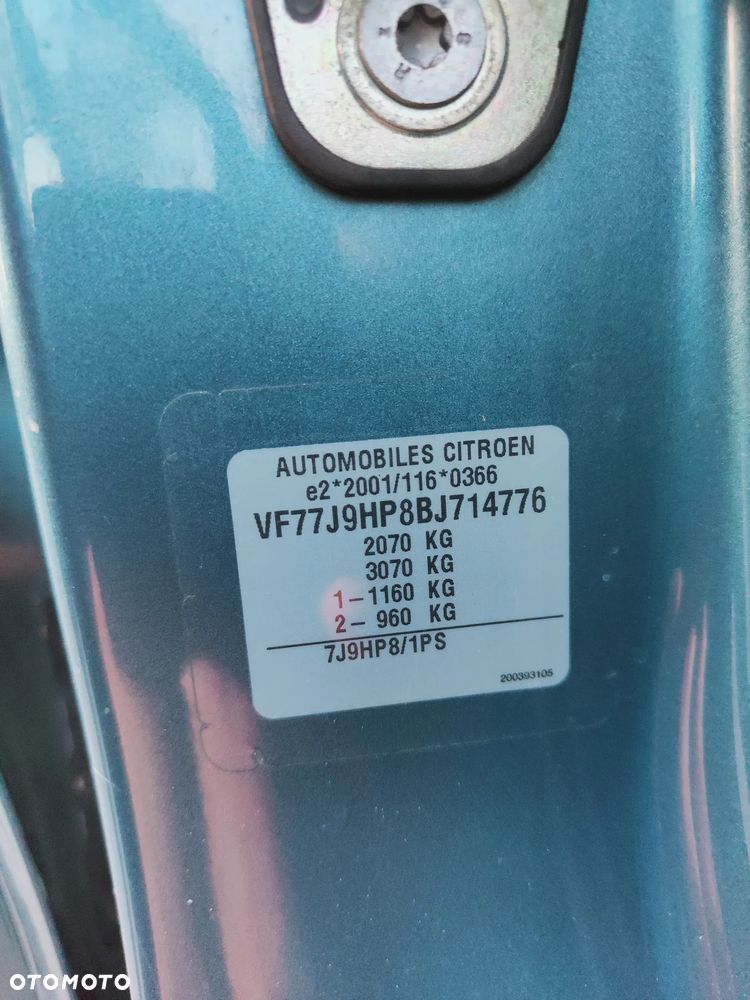 AUTOMOBILES CITROEN
e2*2001/116*0366
VF77J9HP8BJ714776
2070 KG
3070 KG
1-1160 KG
2- 960 KG
7J9HP8/1PS
200393105
OTOMOTO